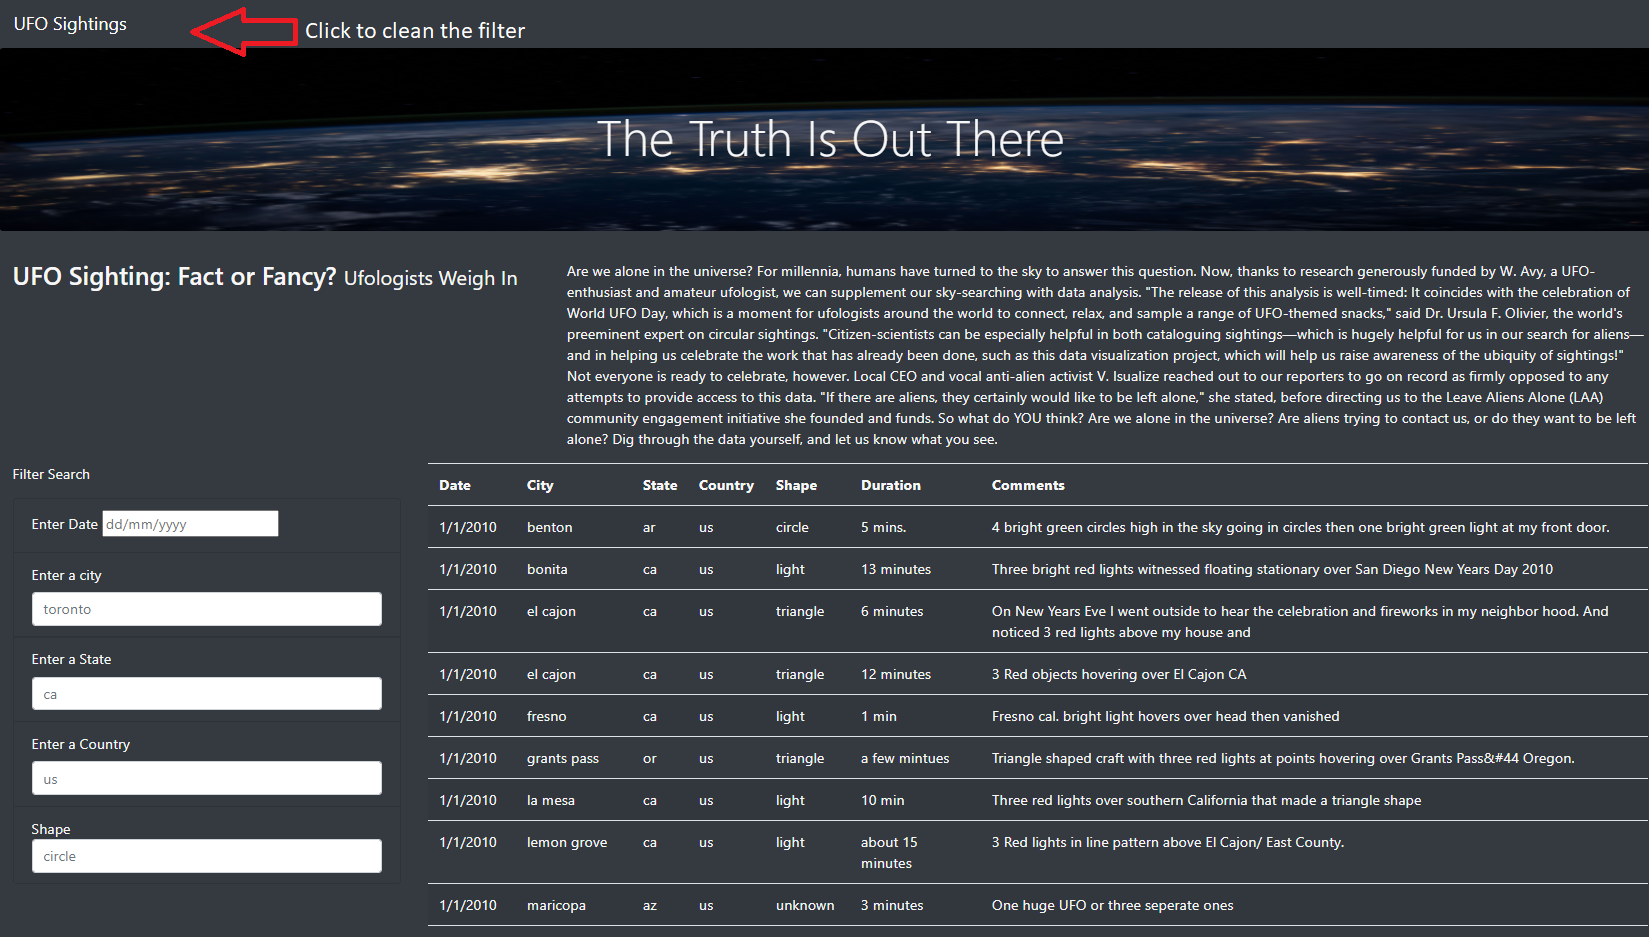 UFO Sightings
Click to clean the filter
The Truth Is Out There
UFO Sighting: Fact or Fancy? Ufologists Weigh In
Are we alone in the universe? For millennia, humans have turned to the sky to answer this question. Now, thanks to research generously funded by W. Avy, a UFO-
enthusiast and amateur ufologist, we can supplement our sky-searching with data analysis. "The release of this analysis is well-timed: It coincides with the celebration of
World UFO Day, which is a moment for ufologists around the world to connect, relax, and sample a range of UFO-themed snacks," said Dr. Ursula F. Olivier, the world's
preeminent expert on circular sightings. "Citizen-scientists can be especially helpful in both cataloguing sightings—which is hugely helpful for us in our search for aliens—
and in helping us celebrate the work that has already been done, such as this data visualization project, which will help us raise awareness of the ubiquity of sightings!"
Not everyone is ready to celebrate, however. Local CEO and vocal anti-alien activist V. Isualize reached out to our reporters to go on record as firmly opposed to any
attempts to provide access to this data. "If there are aliens, they certainly would like to be left alone," she stated, before directing us to the Leave Aliens Alone (LAA)
community engagement initiative she founded and funds. So what do YOU think? Are we alone in the universe? Are aliens trying to contact us, or do they want to be left
alone? Dig through the data yourself, and let us know what you see.
Filter Search
Enter Date dd/mm/yyyy
Enter a city
toronto
Enter a State
ca
Enter a Country
us
Shape
circle
Date City State Country Shape Duration Comments
1/1/2010 benton ar us circle 5 mins. 4 bright green circles high in the sky going in circles then one bright green light at my front door.
1/1/2010 bonita ca us light 13 minutes Three bright red lights witnessed floating stationary over San Diego New Years Day 2010
1/1/2010 el cajon ca us triangle 6 minutes On New Years Eve I went outside to hear the celebration and fireworks in my neighbor hood. And
noticed 3 red lights above my house and
1/1/2010 el cajon ca us triangle 12 minutes 3 Red objects hovering over El Cajon CA
1/1/2010 fresno ca us light 1 min Fresno cal. bright light hovers over head then vanished
1/1/2010 grants pass or us triangle a few mintues Triangle shaped craft with three red lights at points hovering over Grants Pass&#44 Oregon.
1/1/2010 la mesa ca us light 10 min Three red lights over southern California that made a triangle shape
1/1/2010 lemon grove ca us light about 15 3 Red lights in line pattern above El Cajon/ East County.
minutes
1/1/2010 maricopa az us unknown 3 minutes One huge UFO or three seperate ones